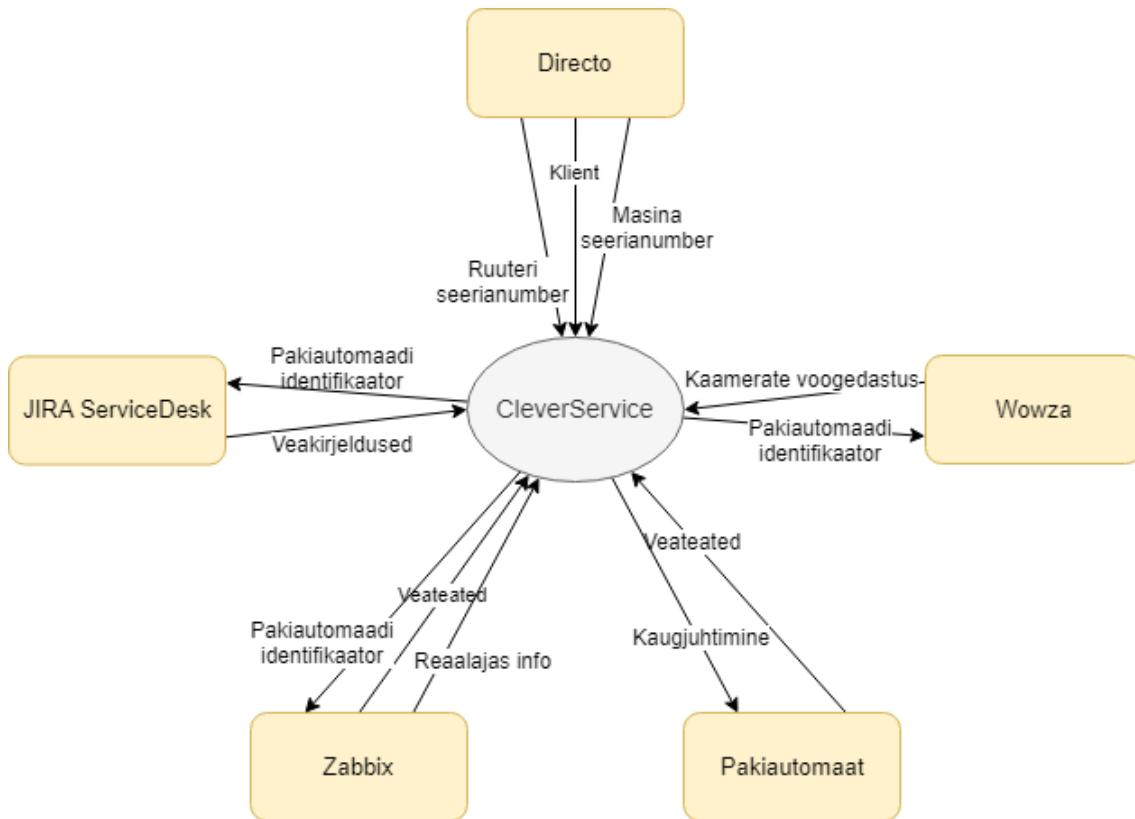 Directo
Klient
Masina
seerianumber
Ruuteri
seerianumber
Pakiautomaadi
identifikaator
JIRA ServiceDesk
Veakirjeldused
CleverService
Kaamerate voogedastus
Wowza
Pakiautomaadi
identifikaator
Veateated
Veateated
Pakiautomaadi
identifikaator
Reaalajas info
Kaugjuhtimine
Zabbix
Pakiautomaat